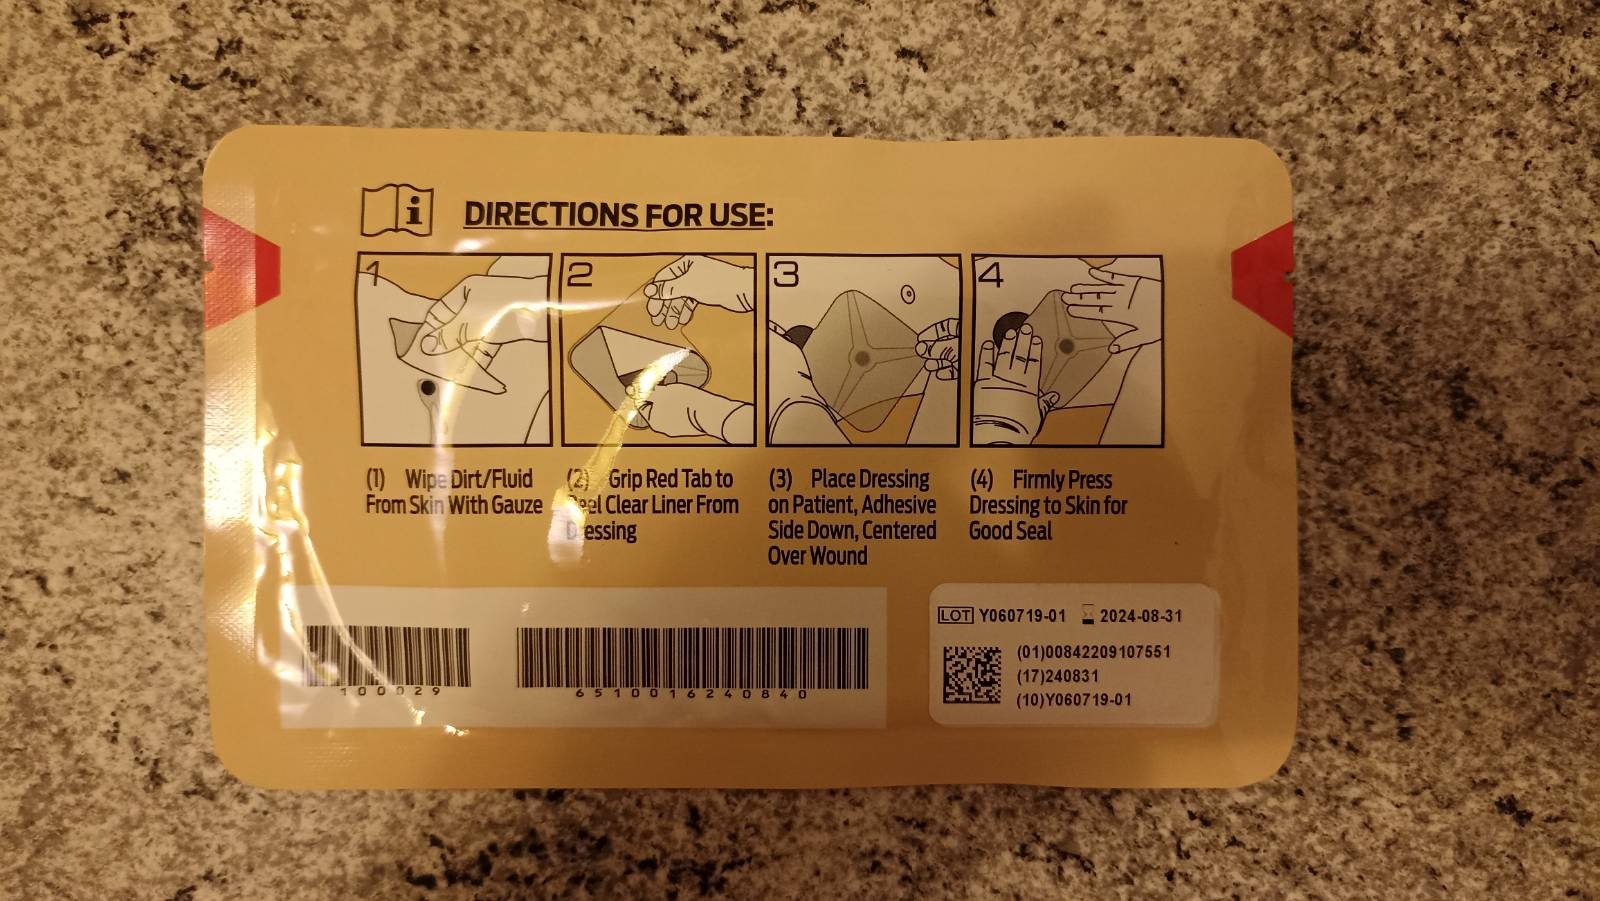 DIRECTIONS FOR USE:
1
2
3
4
(1) Wipe Dirt/Fluid
From Skin With Gauze
(2) Grip Red Tab to
Peel Clear Liner From
Dressing
(3) Place Dressing
on Patient, Adhesive
Side Down, Centered
Over Wound
(4) Firmly Press
Dressing to Skin for
Good Seal
100029
6510016240840
LOT Y060719-01 2024-08-31
(01)00842209107551
(17)240831
(10)Y060719-01